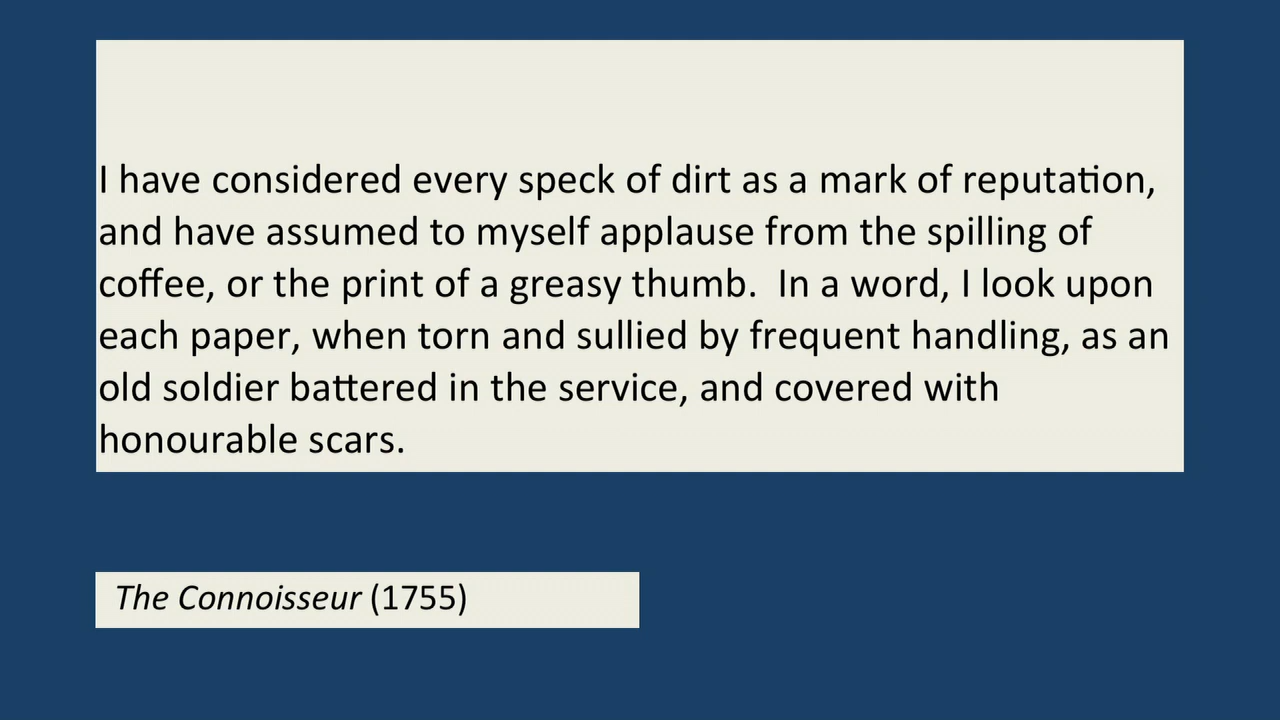 I have considered every speck of dirt as a mark of reputation,
and have assumed to myself applause from the spilling of
coffee, or the print of a greasy thumb.  In a word, I look upon
each paper, when torn and sullied by frequent handling, as an
old soldier battered in the service, and covered with
honourable scars.
The Connoisseur (1755)